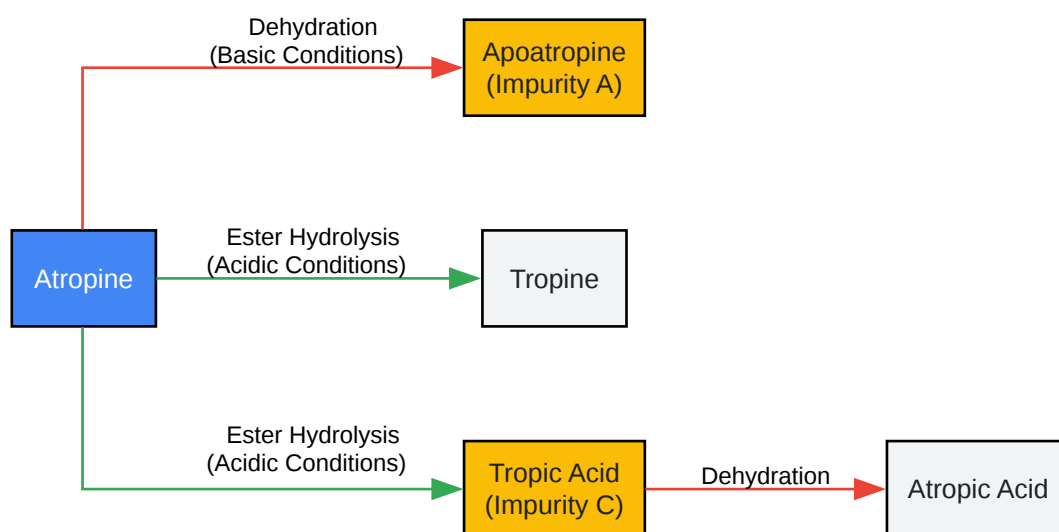 Dehydration
(Basic Conditions)
Apoatropine
(Impurity A)
Atropine
Ester Hydrolysis
(Acidic Conditions)
Tropine
Ester Hydrolysis
(Acidic Conditions)
Tropic Acid
(Impurity C)
Dehydration
Atropic Acid